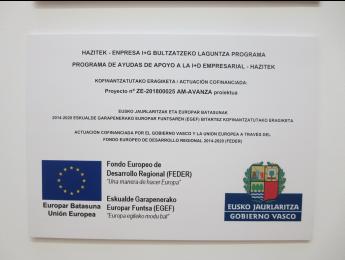 HAZITEK - ENPRESA I+G BULTZATZEKO LAGUNTZA PROGRAMA
PROGRAMA DE AYUDAS DE APOYO A LA I+D EMPRESARIAL - HAZITEK
KOFINANTZATUTAKO ERAGIKETA / ACTUACIÓN COFINANCIADA:
Proyecto nº ZE-201800025 AM-AVANZA proiektua
EUSKO JAURLARITZAK ETA EUROPAR BATASUNAK
2014-2020 ESKUALDE GARAPENERAKO EUROPAR FUNTSAREN (EGEF) BITARTEZ KOFINANTZATUTAKO ERAGIKETA
ACTUACIÓN COFINANCIADA POR EL GOBIERNO VASCO Y LA UNIÓN EUROPEA A TRAVÉS DEL
FONDO EUROPEO DE DESARROLLO REGIONAL 2014-2020 (FEDER)
Fondo Europeo de
Desarrollo Regional (FEDER)
"Una manera de hacer Europa"
Eskualde Garapenerako
Europar Funtsa (EGEF)
"Europa egiteko modu bat"
Europar Batasuna
Unión Europea
EUSKO JAURLARITZA
GOBIERNO VASCO